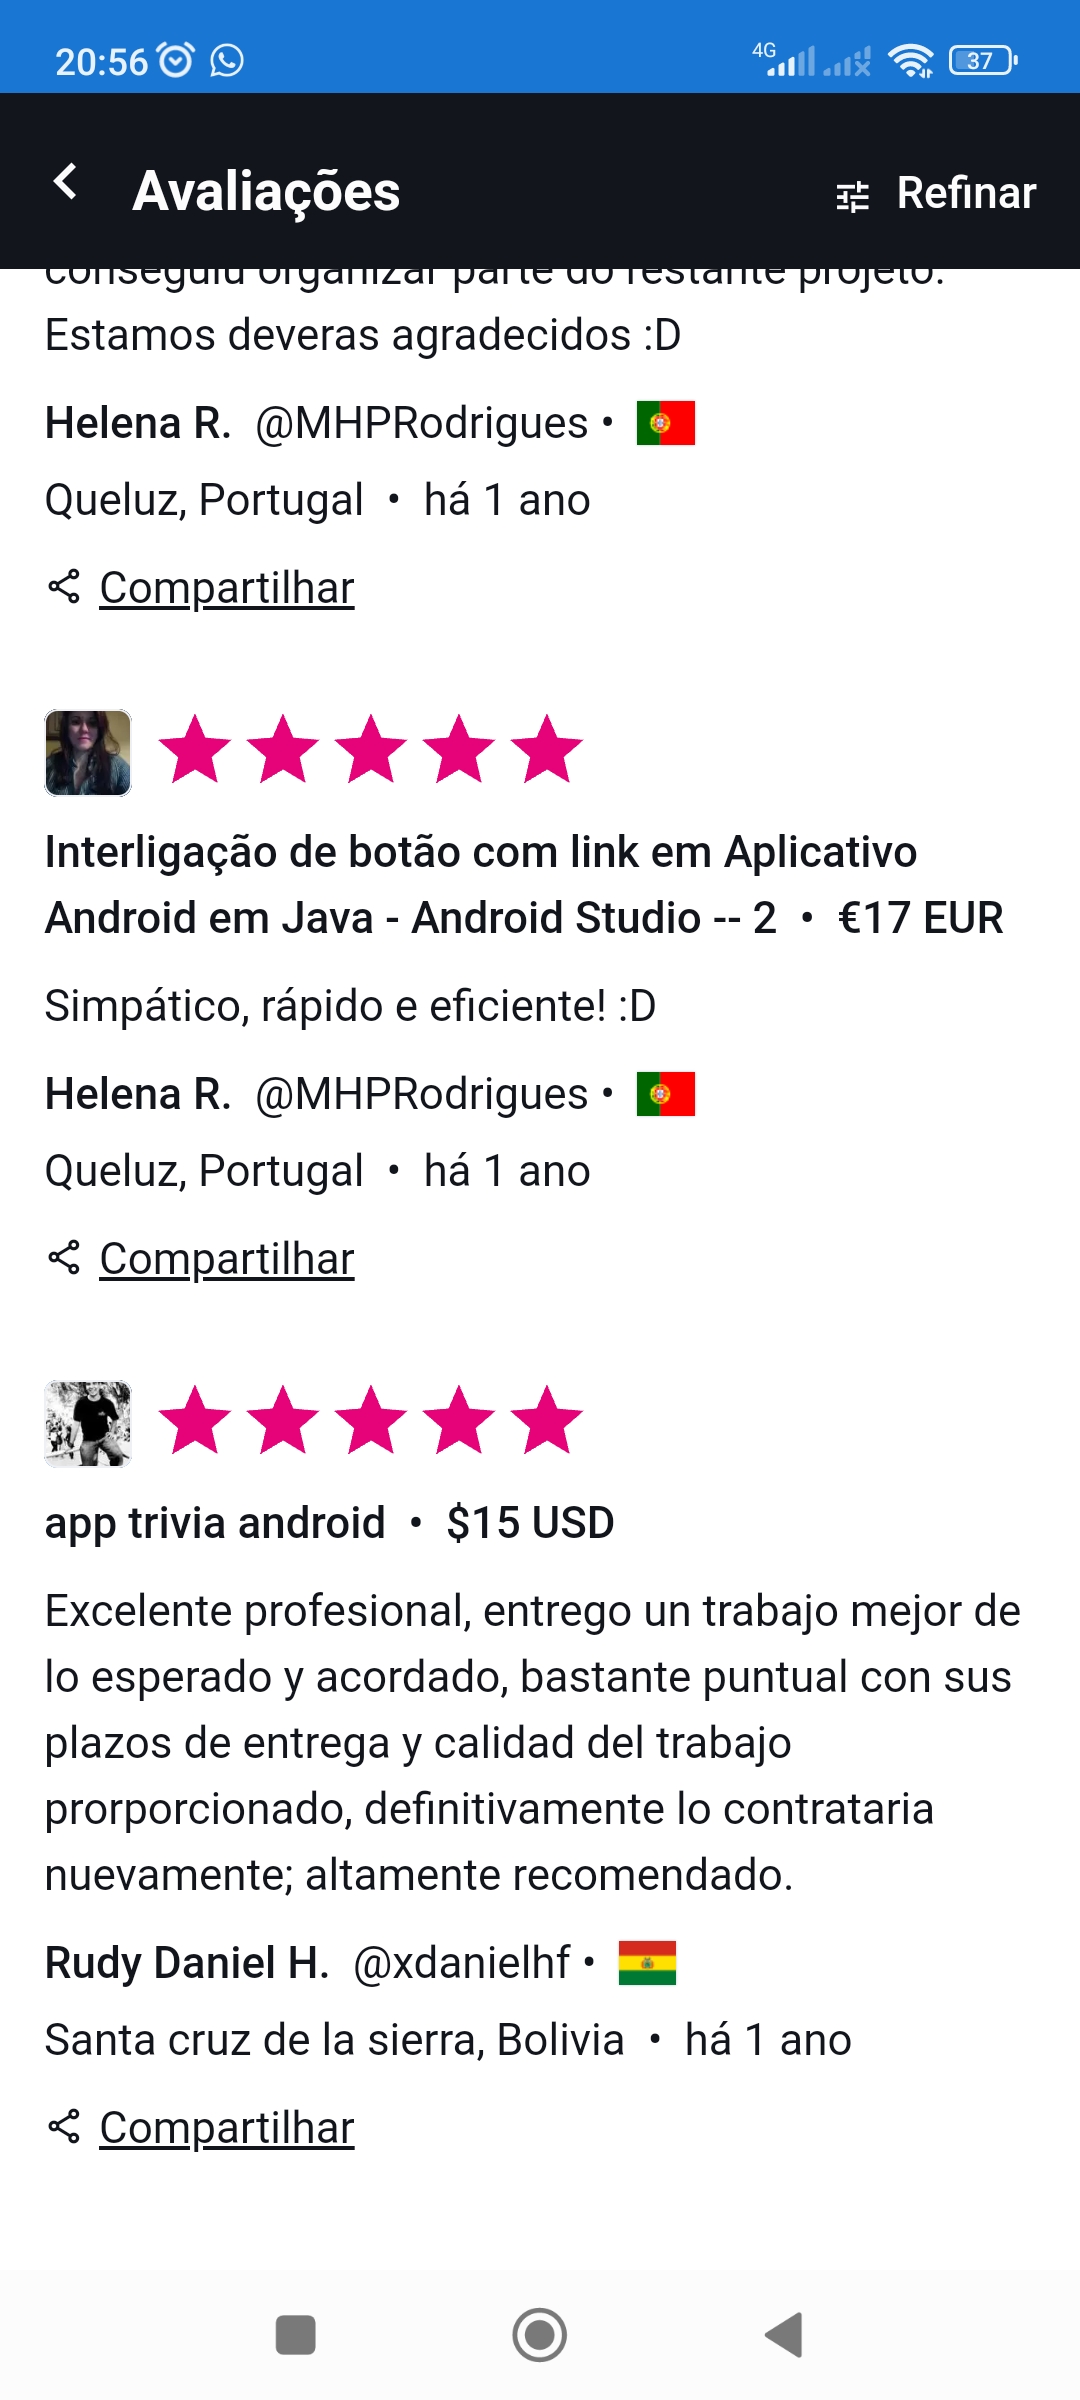 20:56 4G 37
Avaliações Refinar
conseguiu organizar parte do restante projeto.
Estamos deveras agradecidos :D
Helena R. @MHPRodrigues •
Queluz, Portugal • há 1 ano
Compartilhar
Interligação de botão com link em Aplicativo
Android em Java - Android Studio -- 2 • €17 EUR
Simpático, rápido e eficiente! :D
Helena R. @MHPRodrigues •
Queluz, Portugal • há 1 ano
Compartilhar
app trivia android • $15 USD
Excelente profesional, entrego un trabajo mejor de
lo esperado y acordado, bastante puntual con sus
plazos de entrega y calidad del trabajo
prorporcionado, definitivamente lo contrataria
nuevamente; altamente recomendado.
Rudy Daniel H. @xdanielhf •
Santa cruz de la sierra, Bolivia • há 1 ano
Compartilhar